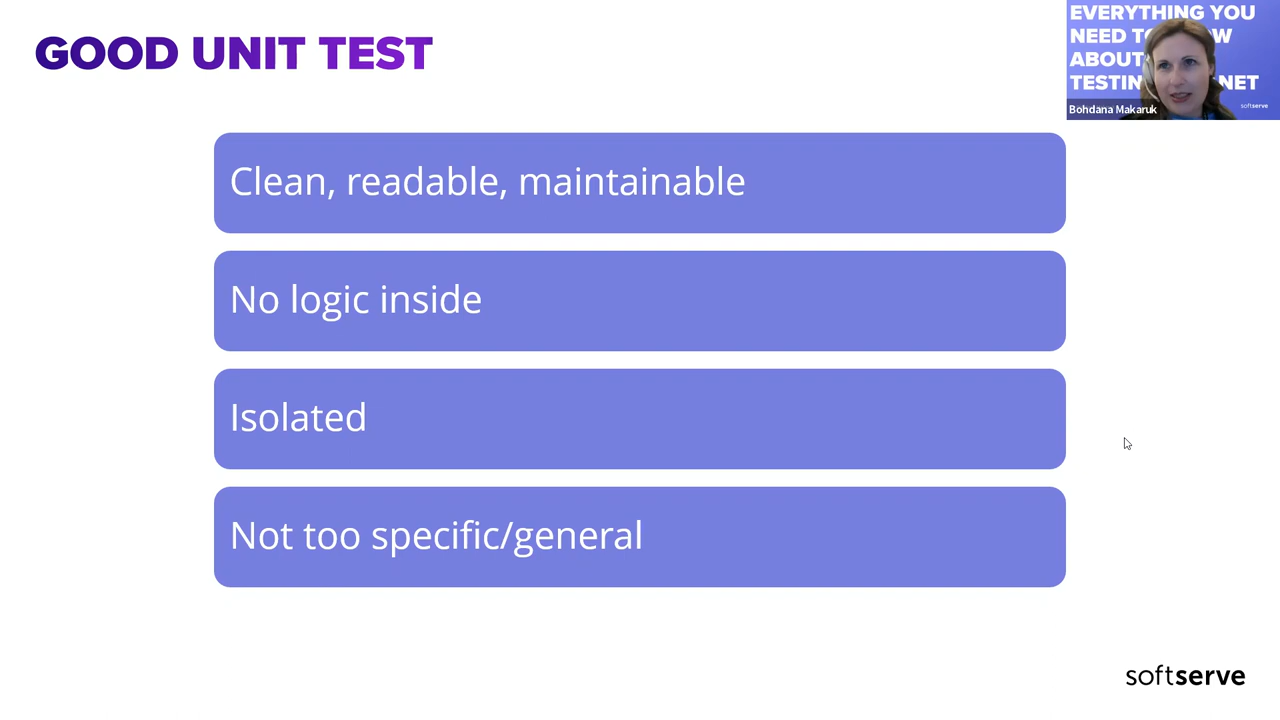 GOOD UNIT TEST
EVERYTHING YOU
NEED
ABOUT
NET
Bohdana Makaruk
softserve
Clean, readable, maintainable
No logic inside
Isolated
Not too specific/general
softserve